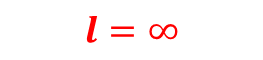 l = ∞